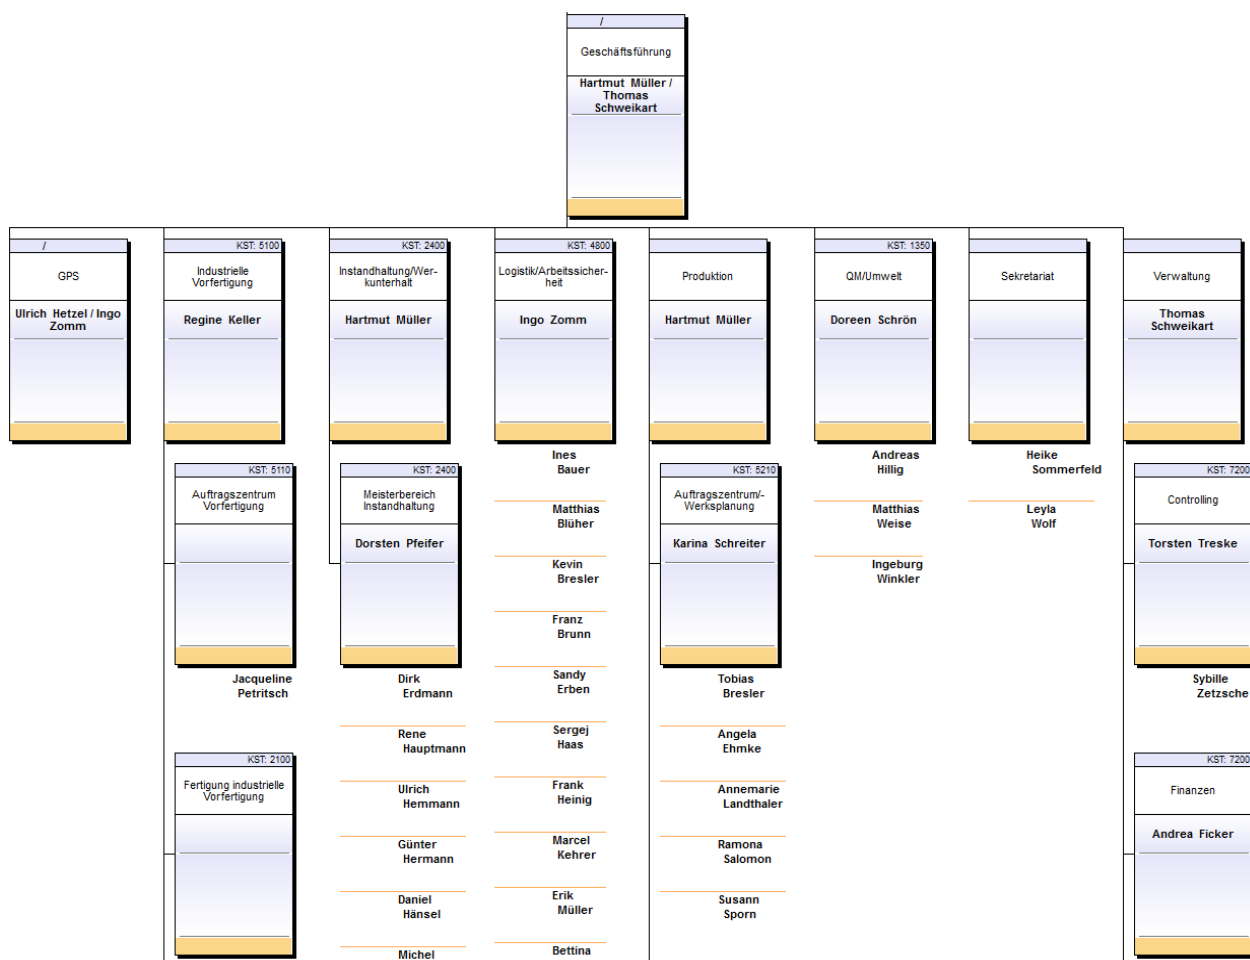 /
Geschäftsführung
Hartmut Müller /
Thomas
Schweikart
/
GPS
Ulrich Hetzel / Ingo
Zomm
KST: 5100
Industrielle
Vorfertigung
Regine Keller
KST: 2400
Instandhaltung/Wer-
kunterhalt
Hartmut Müller
KST: 4800
Logistik/Arbeitssicher-
heit
Ingo Zomm
Produktion
Hartmut Müller
KST: 1350
QM/Umwelt
Doreen Schrön
Sekretariat
Verwaltung
Thomas
Schweikart
KST: 5110
Auftragszentrum
Vorfertigung
Jacqueline
Petritsch
KST: 2100
Fertigung industrielle
Vorfertigung
KST: 2400
Meisterbereich
Instandhaltung
Dorsten Pfeifer
Dirk
Erdmann
Rene
Hauptmann
Ulrich
Hemmann
Günter
Hermann
Daniel
Hänsel
Michel
Ines
Bauer
Matthias
Blüher
Kevin
Bresler
Franz
Brunn
Sandy
Erben
Sergej
Haas
Frank
Heinig
Marcel
Kehrer
Erik
Müller
Bettina
KST: 5210
Auftragszentrum/-
Werksplanung
Karina Schreiter
Tobias
Bresler
Angela
Ehmke
Annemarie
Landthaler
Ramona
Salomon
Susann
Sporn
Andreas
Hillig
Matthias
Weise
Ingeburg
Winkler
Heike
Sommerfeld
Leyla
Wolf
KST: 7200
Controlling
Torsten Treske
Sybille
Zetzsche
KST: 7200
Finanzen
Andrea Ficker